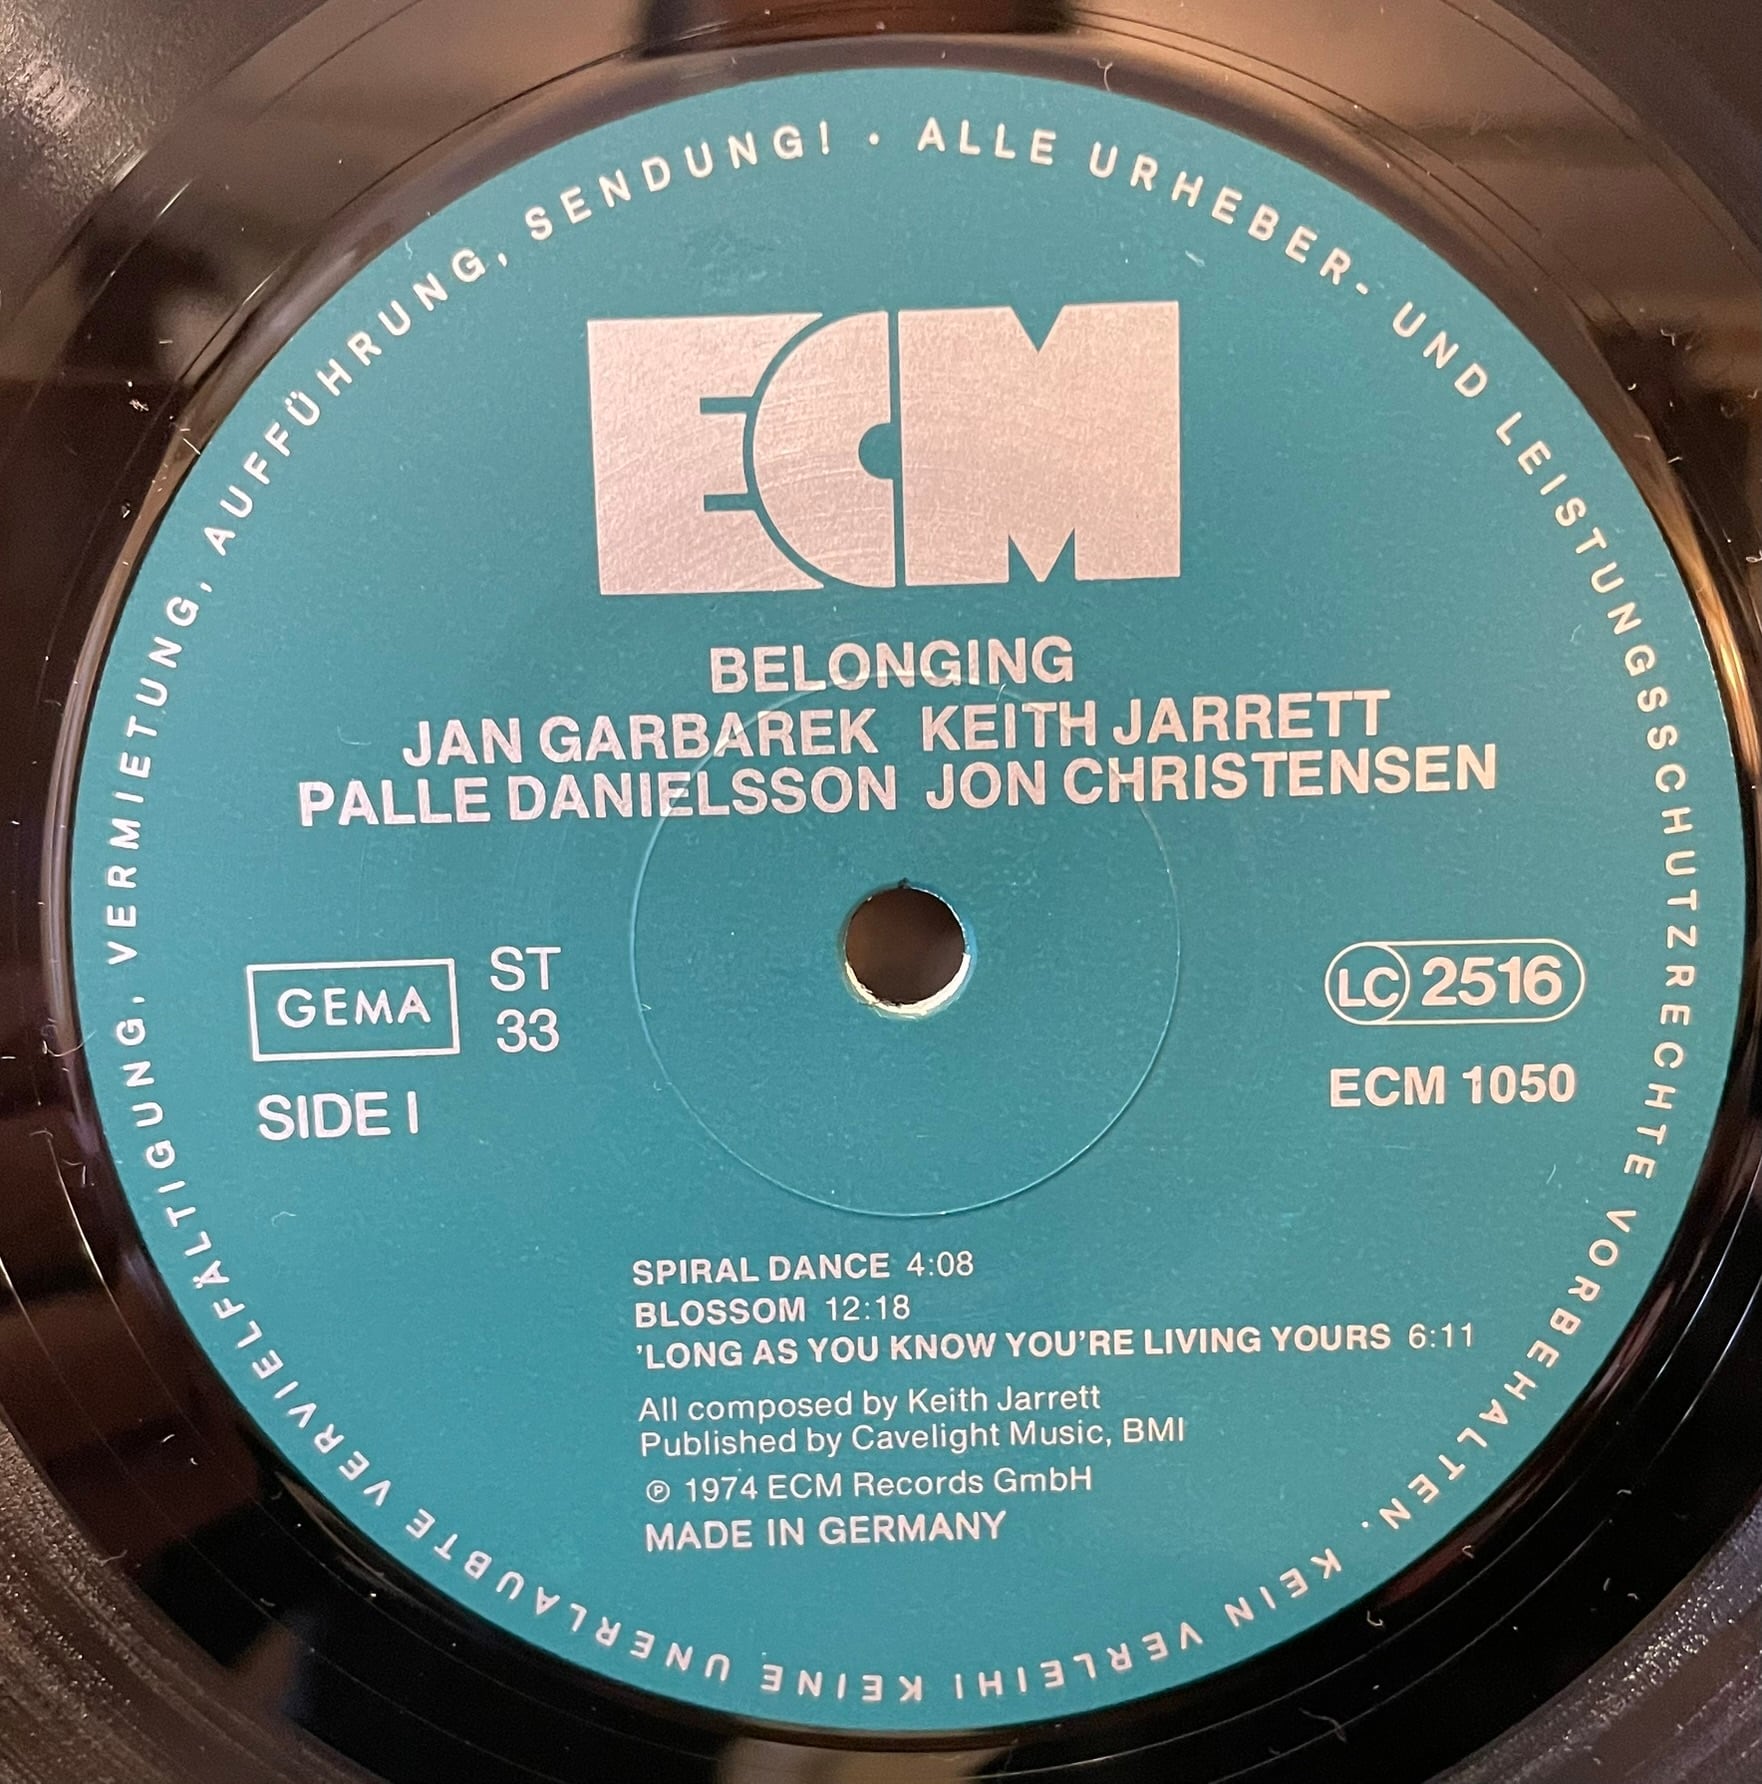 ALLE URHEBER- UND LEISTUNGSSCHUTZRECHTE VORBEHALTEN. KEIN VERLEIH! KEINE UNERLAUBTE VERVIELFÄLTIGUNG, VERMIETUNG, AUFFÜHRUNG, SENDUNG! •
ECM
BELONGING
JAN GARBAREK KEITH JARRETT
PALLE DANIELSSON JON CHRISTENSEN
GEMA
ST
33
SIDE I
LC 2516
ECM 1050
SPIRAL DANCE 4:08
BLOSSOM 12:18
'LONG AS YOU KNOW YOU'RE LIVING YOURS 6:11
All composed by Keith Jarrett
Published by Cavelight Music, BMI
℗ 1974 ECM Records GmbH
MADE IN GERMANY